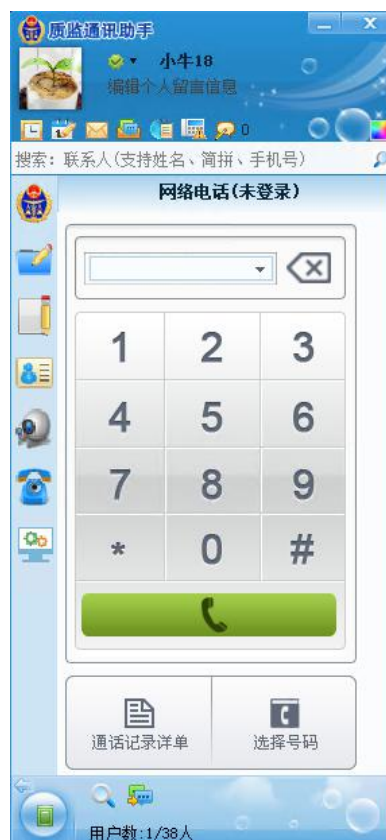 质监通讯助手
小牛18
编辑个人留言信息
0
搜索：联系人(支持姓名、简拼、手机号)
网络电话(未登录)
1 2 3
4 5 6
7 8 9
* 0 #
通话记录详单 选择号码
用户数:1/38人